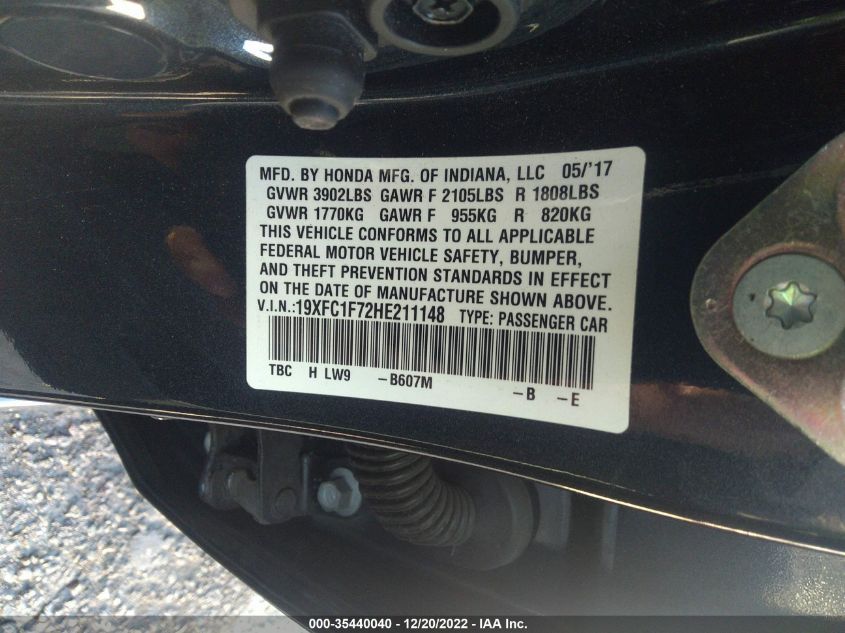 MFD. BY HONDA MFG. OF INDIANA, LLC 05/'17
GVWR 3902LBS GAWR F 2105LBS R 1808LBS
GVWR 1770KG GAWR F 955KG R 820KG
THIS VEHICLE CONFORMS TO ALL APPLICABLE
FEDERAL MOTOR VEHICLE SAFETY, BUMPER,
AND THEFT PREVENTION STANDARDS IN EFFECT
ON THE DATE OF MANUFACTURE SHOWN ABOVE.
V.I.N.:19XFC1F72HE211148 TYPE: PASSENGER CAR
TBC H LW9 –B607M –B –E
000-35440040 - 12/20/2022 - IAA Inc.